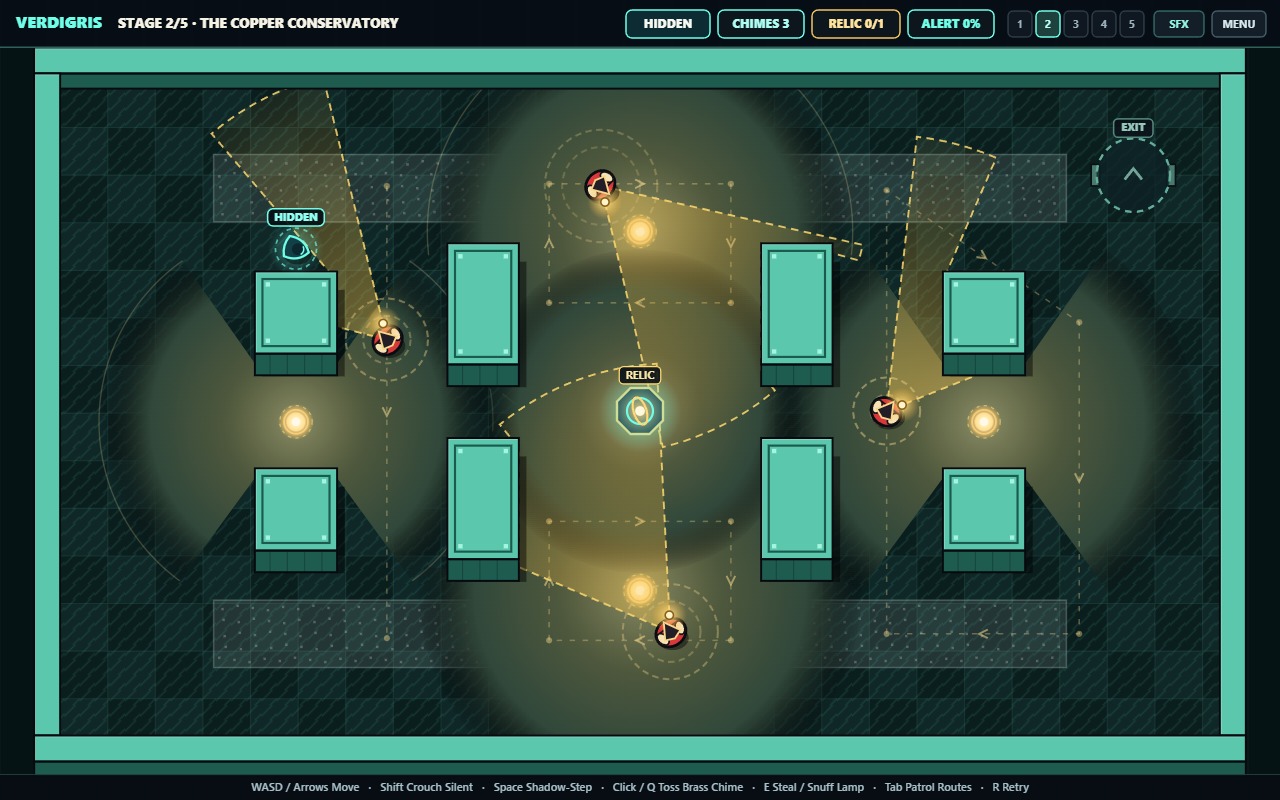 VERDIGRIS STAGE 2/5 · THE COPPER CONSERVATORY HIDDEN CHIMES 3 RELIC 0/1 ALERT 0% 1 2 3 4 5 SFX MENU
EXIT
HIDDEN
RELIC
WASD / Arrows Move · Shift Crouch Silent · Space Shadow-Step · Click / Q Toss Brass Chime · E Steal / Snuff Lamp · Tab Patrol Routes · R Retry